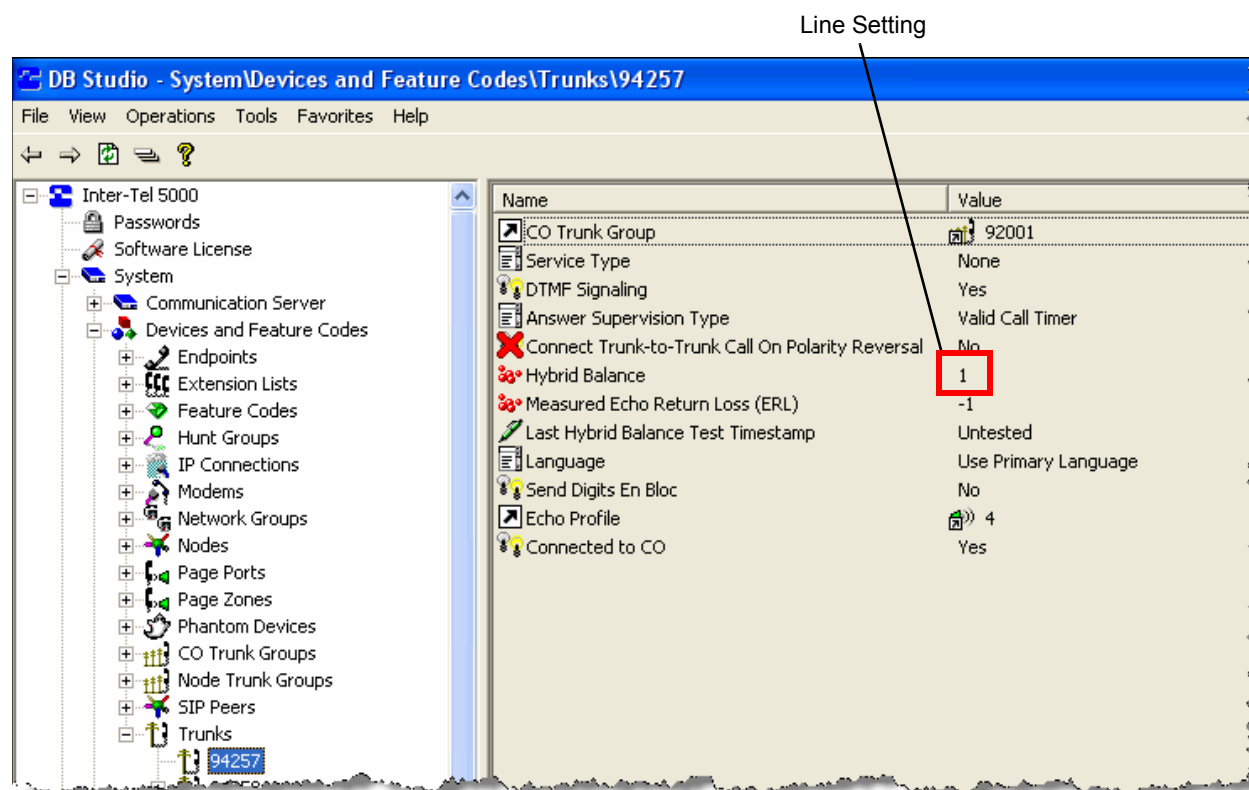 Line Setting
DB Studio - System\Devices and Feature Codes\Trunks\94257
File View Operations Tools Favorites Help
Inter-Tel 5000
Passwords
Software License
System
Communication Server
Devices and Feature Codes
Endpoints
Extension Lists
Feature Codes
Hunt Groups
IP Connections
Modems
Network Groups
Nodes
Page Ports
Page Zones
Phantom Devices
CO Trunk Groups
Node Trunk Groups
SIP Peers
Trunks
94257
Name Value
CO Trunk Group 92001
Service Type None
DTMF Signaling Yes
Answer Supervision Type Valid Call Timer
Connect Trunk-to-Trunk Call On Polarity Reversal No
Hybrid Balance 1
Measured Echo Return Loss (ERL) -1
Last Hybrid Balance Test Timestamp Untested
Language Use Primary Language
Send Digits En Bloc No
Echo Profile 4
Connected to CO Yes